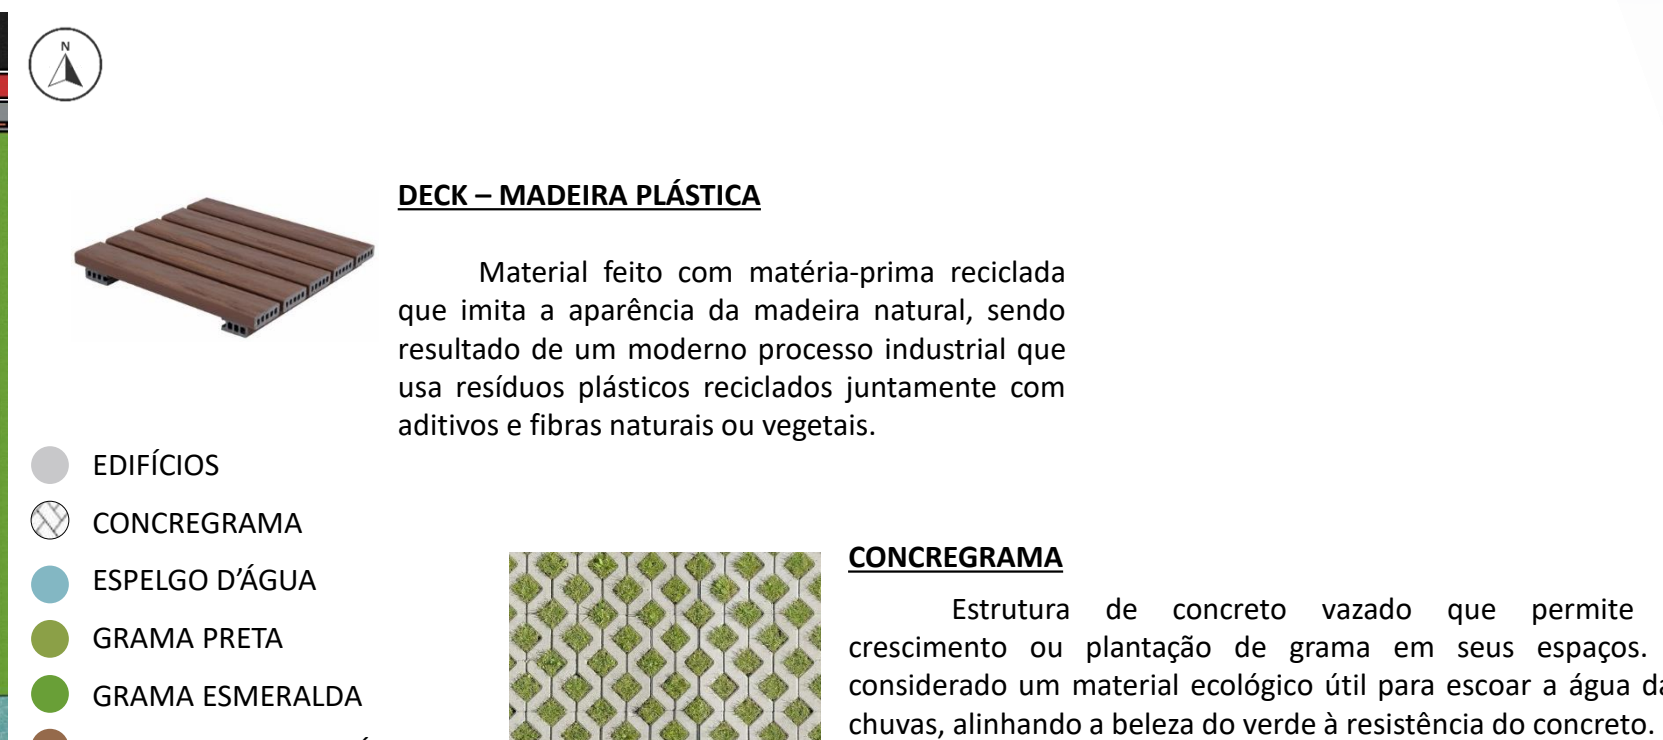 N
DECK – MADEIRA PLÁSTICA
Material feito com matéria-prima reciclada
que imita a aparência da madeira natural, sendo
resultado de um moderno processo industrial que
usa resíduos plásticos reciclados juntamente com
aditivos e fibras naturais ou vegetais.
EDIFÍCIOS
CONCREGRAMA
ESPELGO D’ÁGUA
GRAMA PRETA
GRAMA ESMERALDA
CONCREGRAMA
Estrutura de concreto vazado que permite
crescimento ou plantação de grama em seus espaços.
considerado um material ecológico útil para escoar a água da
chuvas, alinhando a beleza do verde à resistência do concreto.